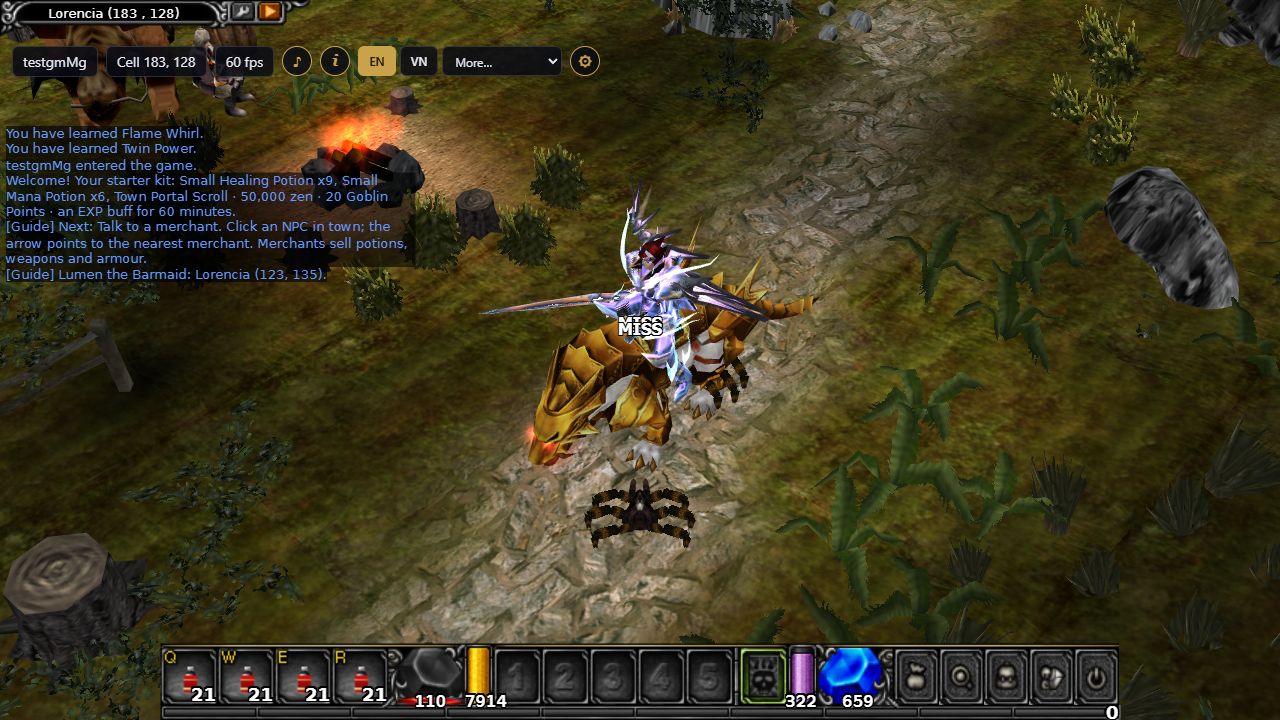 Lorencia (183 , 128)
testgmMg
Cell 183, 128
60 fps
i
EN
VN
More...
You have learned Flame Whirl.
You have learned Twin Power.
testgmMg entered the game.
Welcome! Your starter kit: Small Healing Potion x9, Small
Mana Potion x6, Town Portal Scroll · 50,000 zen · 20 Goblin
Points · an EXP buff for 60 minutes.
[Guide] Next: Talk to a merchant. Click an NPC in town; the
arrow points to the nearest merchant. Merchants sell potions,
weapons and armour.
[Guide] Lumen the Barmaid: Lorencia (123, 135).
MISS
Q
21
W
21
E
21
R
21
110
7914
1
2
3
4
5
322
659
0